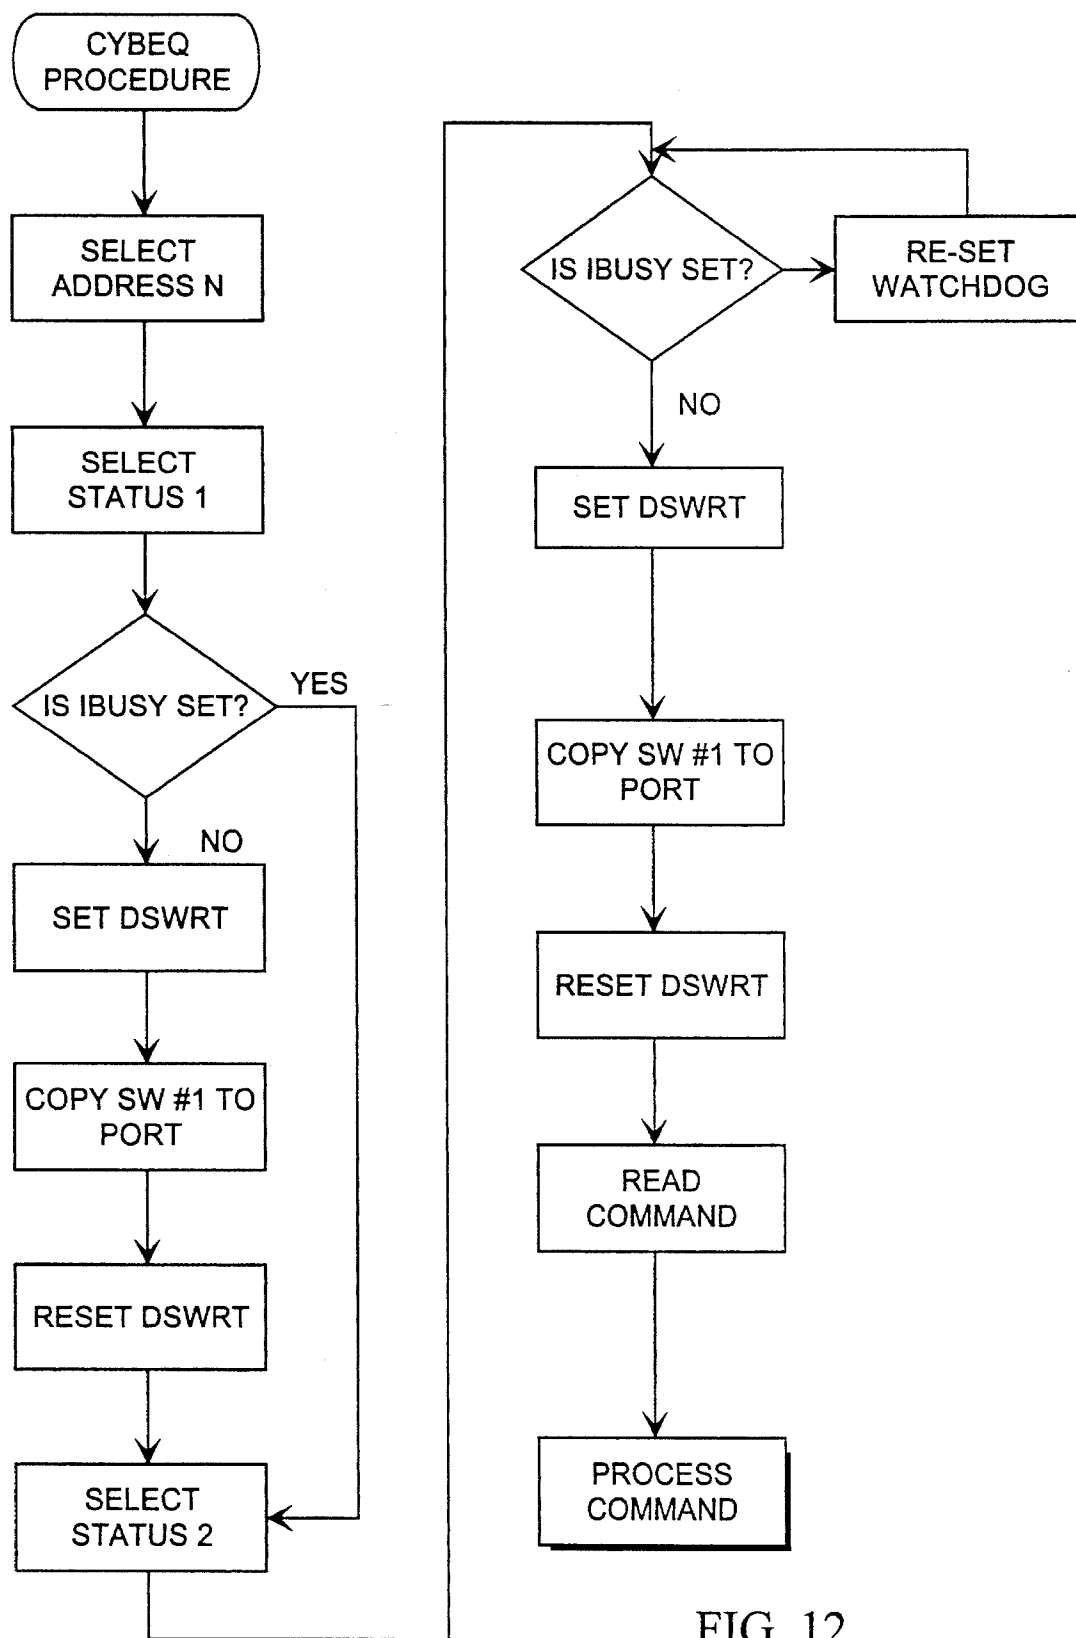 CYBEQ
PROCEDURE
SELECT
ADDRESS N
SELECT
STATUS 1
IS IBUSY SET?
YES
NO
SET DSWRT
COPY SW #1 TO
PORT
RESET DSWRT
SELECT
STATUS 2
IS IBUSY SET?
RE-SET
WATCHDOG
NO
SET DSWRT
COPY SW #1 TO
PORT
RESET DSWRT
READ
COMMAND
PROCESS
COMMAND
FIG. 12